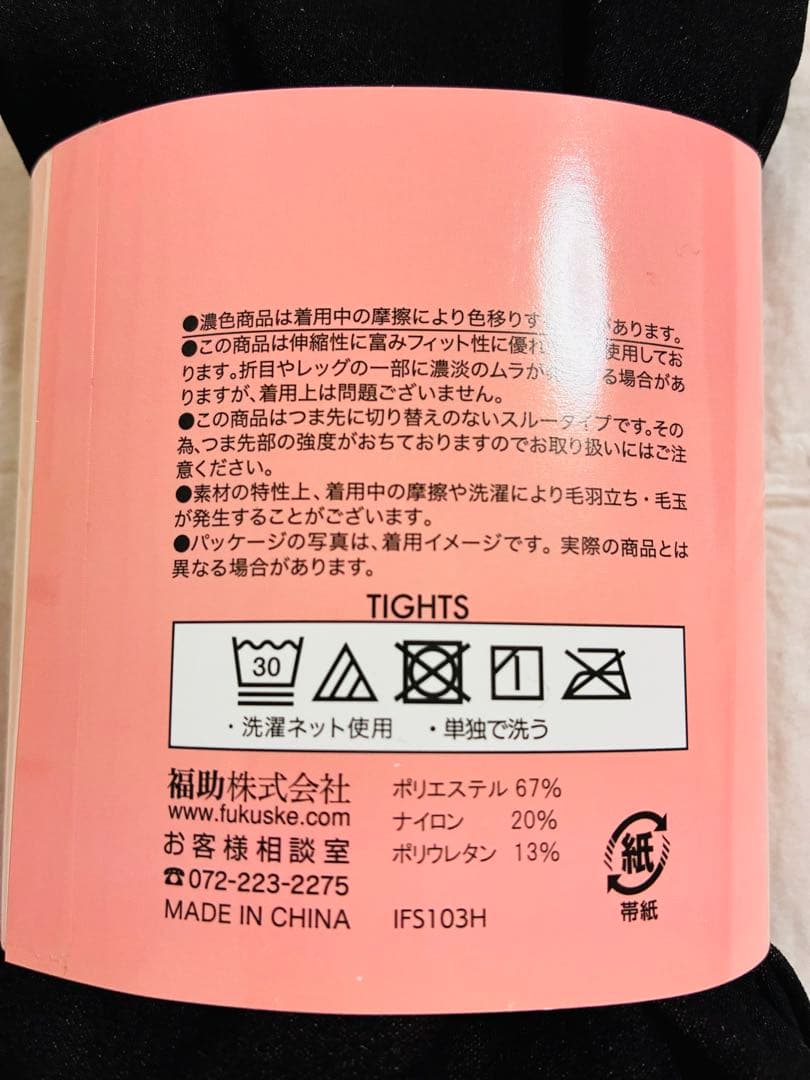 ●濃色商品は着用中の摩擦により色移りす があります。
●この商品は伸縮性に富みフィット性に優れ 使用してお
ります。折目やレッグの一部に濃淡のムラが る場合があ
りますが、着用上は問題ございません。
●この商品はつま先に切り替えのないスルータイプです。その
為、つま先部の強度がおちておりますのでお取り扱いにはご注
意ください。
●素材の特性上、着用中の摩擦や洗濯により毛羽立ち・毛玉
が発生することがございます。
●パッケージの写真は、着用イメージです。実際の商品とは
異なる場合があります。
TIGHTS
30
・洗濯ネット使用 ・単独で洗う
福助株式会社
www.fukuske.com
お客様相談室
☎072-223-2275
MADE IN CHINA
ポリエステル 67%
ナイロン 20%
ポリウレタン 13%
IFS103H
紙
帯紙